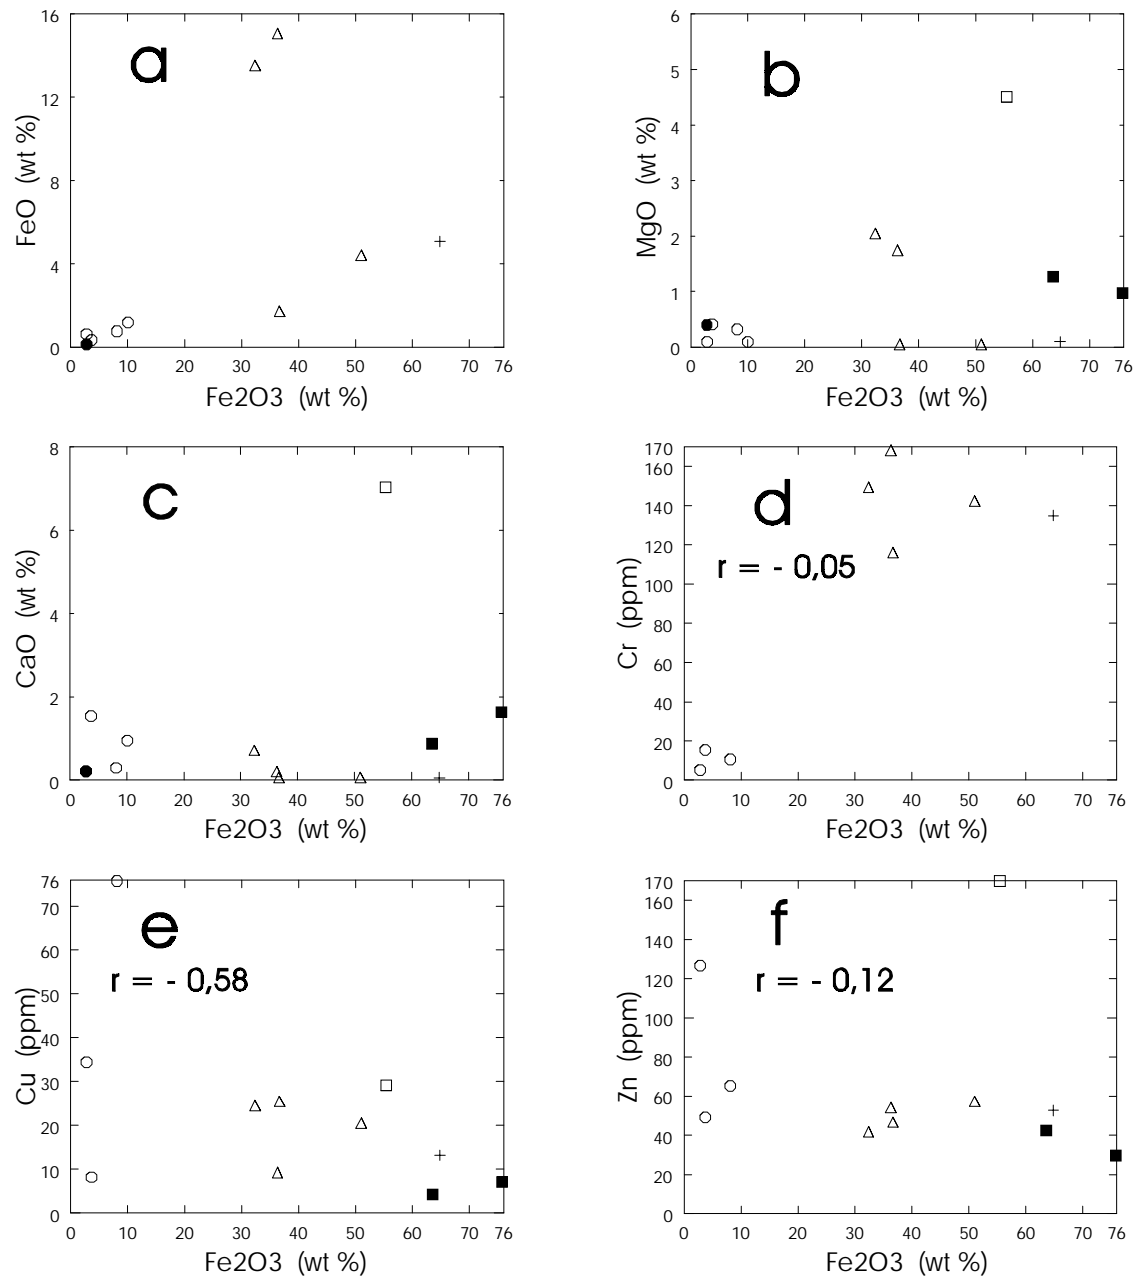 16
12
8
4
0
FeO (wt %)
a
0 10 20 30 40 50 60 70 76
Fe2O3 (wt %)
6
5
4
3
2
1
0
MgO (wt %)
b
0 10 20 30 40 50 60 70 76
Fe2O3 (wt %)
8
6
4
2
0
CaO (wt %)
c
0 10 20 30 40 50 60 70 76
Fe2O3 (wt %)
170
160
140
120
100
80
60
40
20
0
Cr (ppm)
d
r = - 0,05
0 10 20 30 40 50 60 70 76
Fe2O3 (wt %)
76
70
60
50
40
30
20
10
0
Cu (ppm)
e
r = - 0,58
0 10 20 30 40 50 60 70 76
Fe2O3 (wt %)
170
160
140
120
100
80
60
40
20
0
Zn (ppm)
f
r = - 0,12
0 10 20 30 40 50 60 70 76
Fe2O3 (wt %)